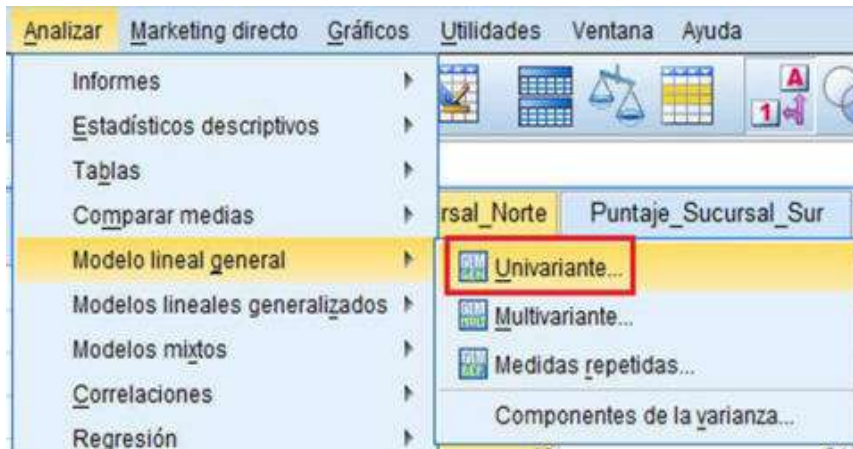 Analizar Marketing directo Gráficos Utilidades Ventana Ayuda
Informes
Estadísticos descriptivos
Tablas
Comparar medias
Modelo lineal general
Modelos lineales generalizados
Modelos mixtos
Correlaciones
Regresión
A
1
rsal_Norte Puntaje_Sucursal_Sur
Univariante...
Multivariante...
Medidas repetidas...
Componentes de la varianza...